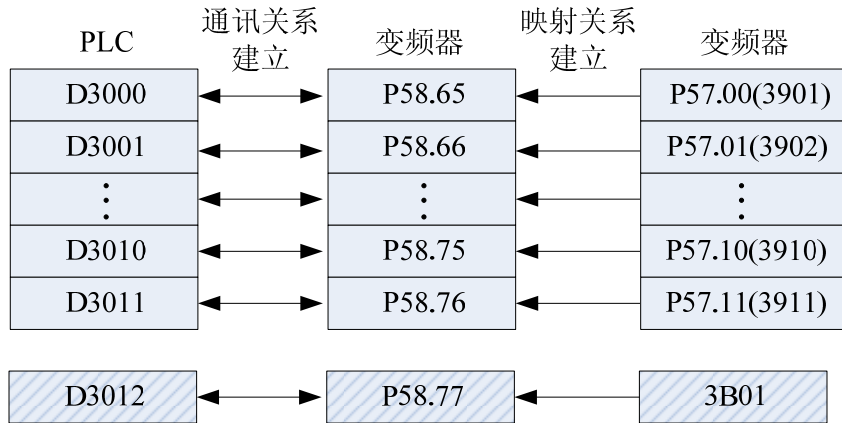 PLC 通讯关系建立 变频器 映射关系建立 变频器
D3000 P58.65 P57.00(3901)
D3001 P58.66 P57.01(3902)
⋮ ⋮ ⋮
D3010 P58.75 P57.10(3910)
D3011 P58.76 P57.11(3911)
D3012 P58.77 3B01